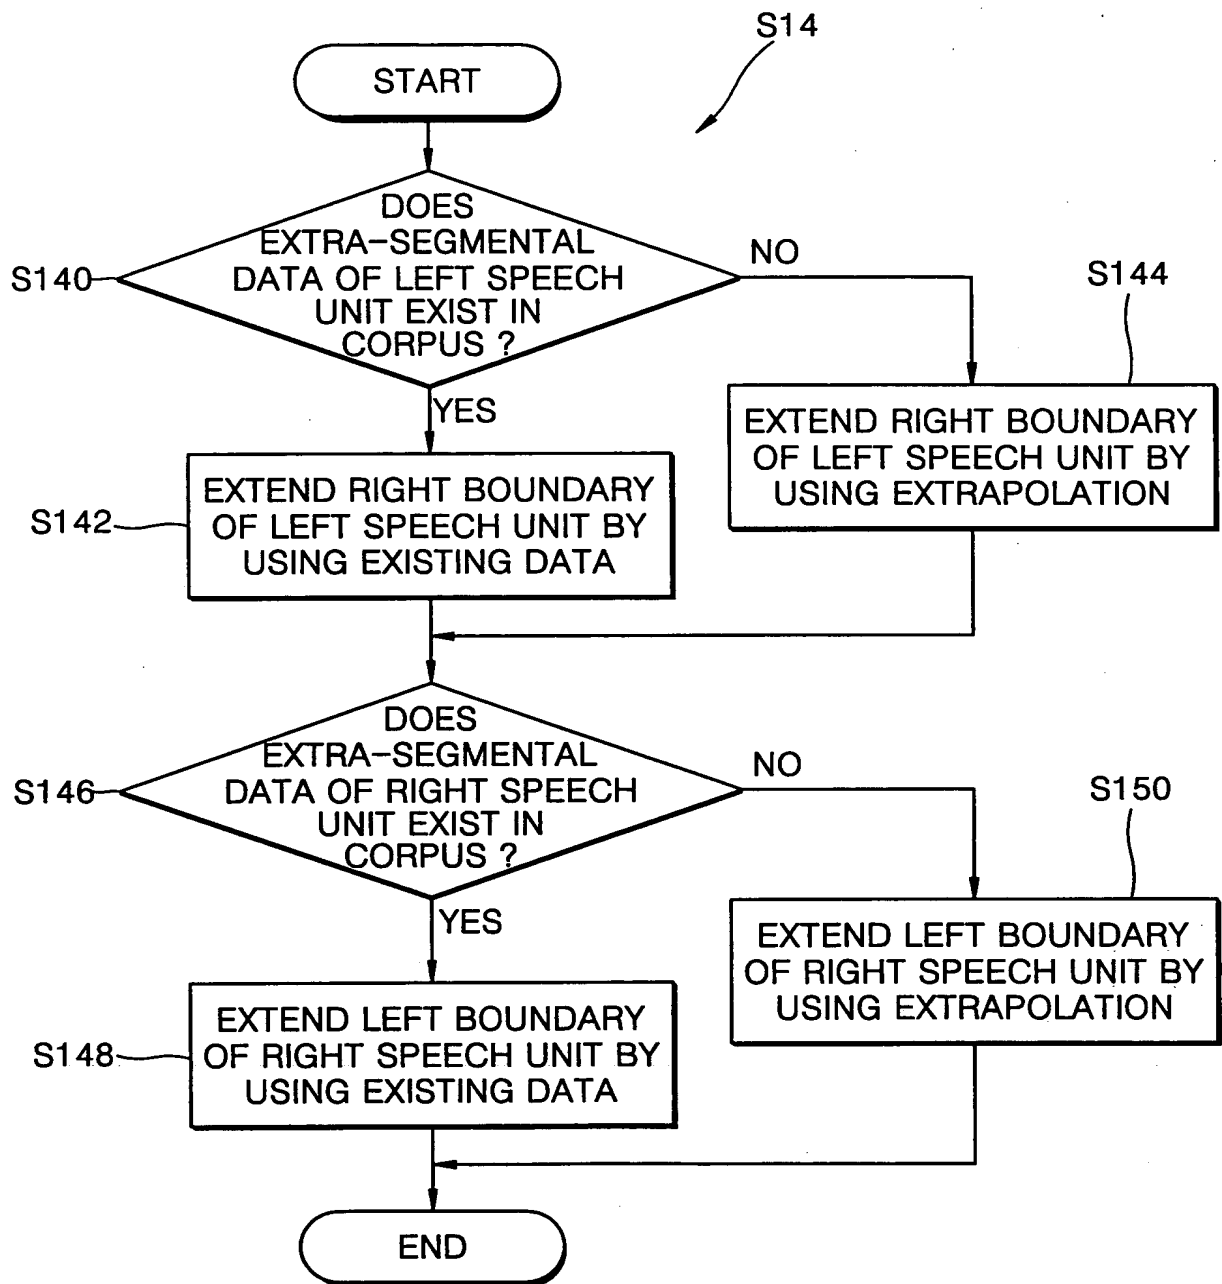 S14
START
DOES
EXTRA-SEGMENTAL
DATA OF LEFT SPEECH
UNIT EXIST IN
CORPUS ?
S140
NO
YES
S144
EXTEND RIGHT BOUNDARY
OF LEFT SPEECH UNIT BY
USING EXTRAPOLATION
S142
EXTEND RIGHT BOUNDARY
OF LEFT SPEECH UNIT BY
USING EXISTING DATA
DOES
EXTRA-SEGMENTAL
DATA OF RIGHT SPEECH
UNIT EXIST IN
CORPUS ?
S146
NO
YES
S150
EXTEND LEFT BOUNDARY
OF RIGHT SPEECH UNIT BY
USING EXTRAPOLATION
S148
EXTEND LEFT BOUNDARY
OF RIGHT SPEECH UNIT BY
USING EXISTING DATA
END